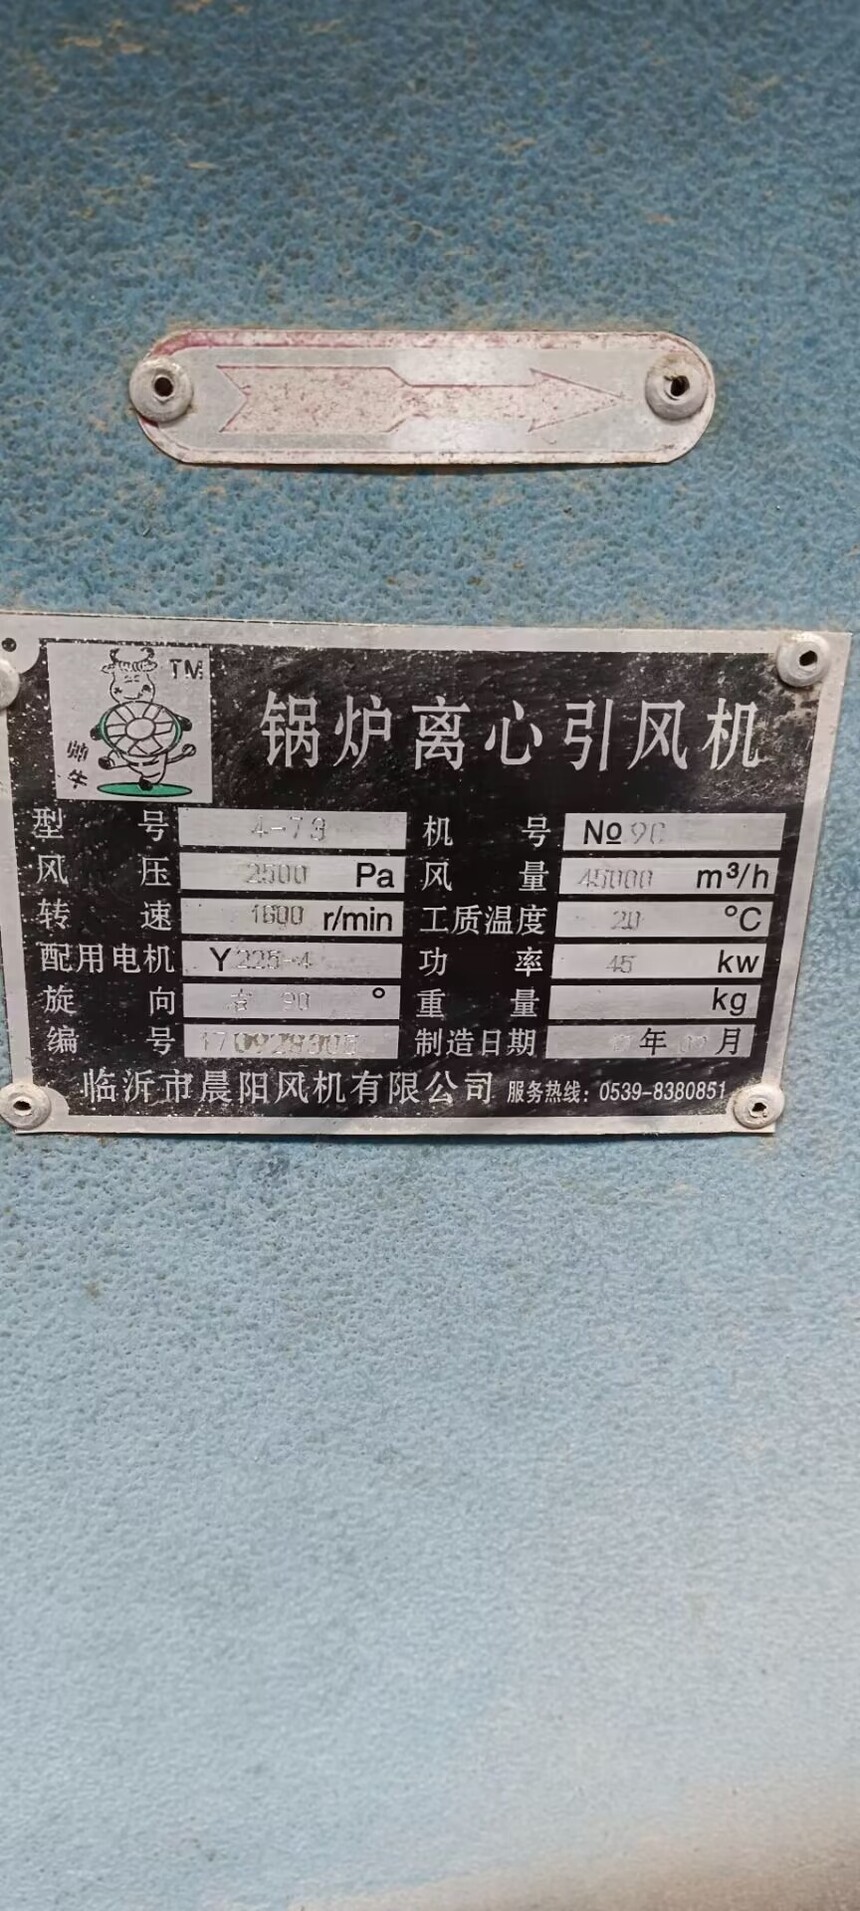 TM
帅牛
锅炉离心引风机
型号 4-73 机号 №9C
风压 2500 Pa 风量 45000 m³/h
转速 1600 r/min 工质温度 20 °C
配用电机 Y225-4 功率 45 kw
旋向 右 90 ° 重量 kg
编号 制造日期 年 月
临沂市晨阳风机有限公司 服务热线：0539-8380851